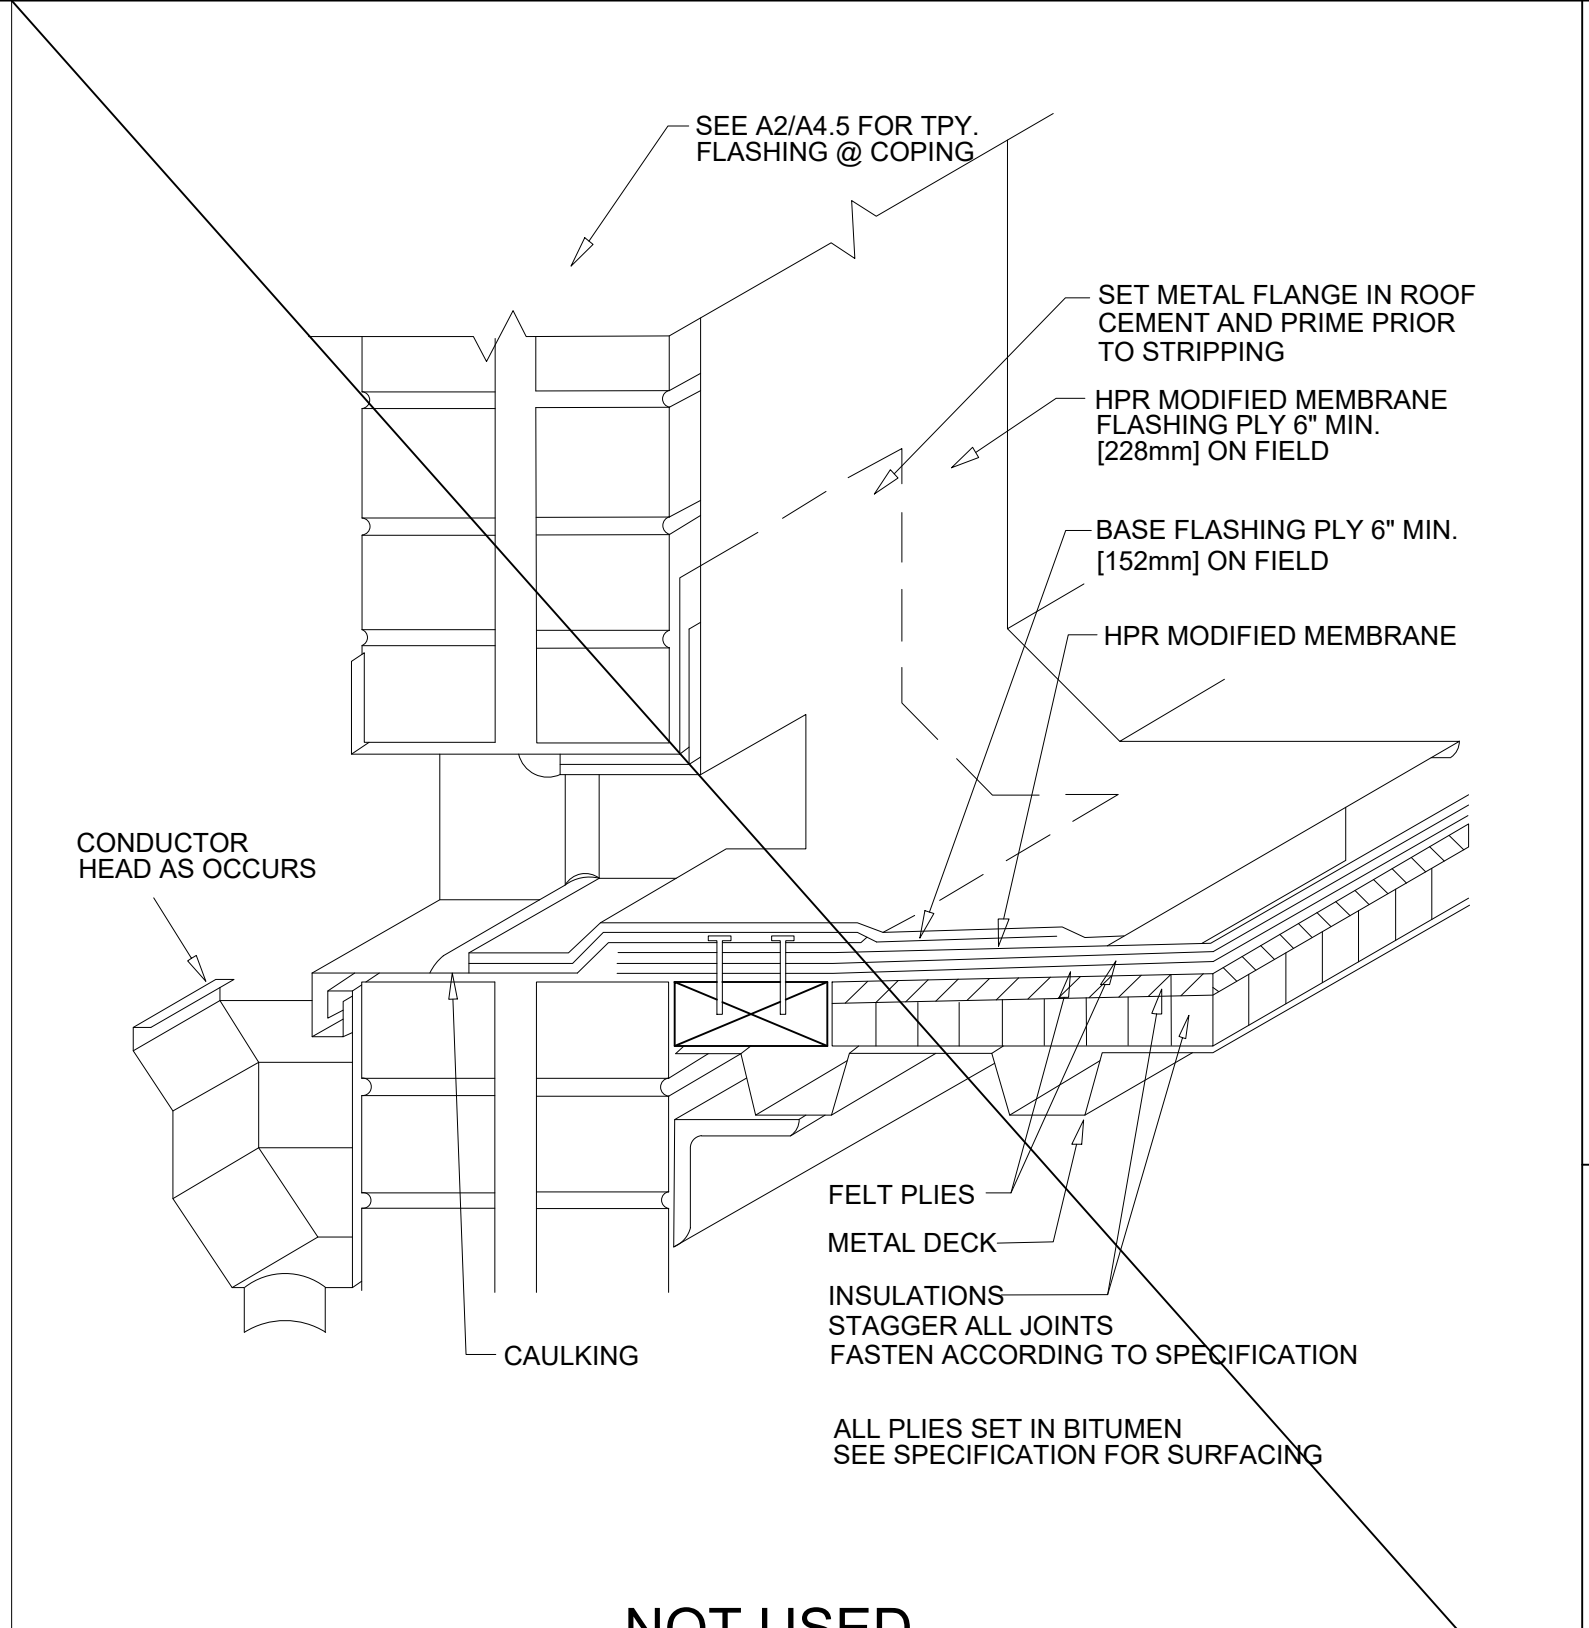 SEE A2/A4.5 FOR TPY.
FLASHING @ COPING
SET METAL FLANGE IN ROOF
CEMENT AND PRIME PRIOR
TO STRIPPING
HPR MODIFIED MEMBRANE
FLASHING PLY 6" MIN.
[228mm] ON FIELD
BASE FLASHING PLY 6" MIN.
[152mm] ON FIELD
HPR MODIFIED MEMBRANE
CONDUCTOR
HEAD AS OCCURS
FELT PLIES
METAL DECK
INSULATIONS
STAGGER ALL JOINTS
FASTEN ACCORDING TO SPECIFICATION
CAULKING
ALL PLIES SET IN BITUMEN
SEE SPECIFICATION FOR SURFACING
NOT USED